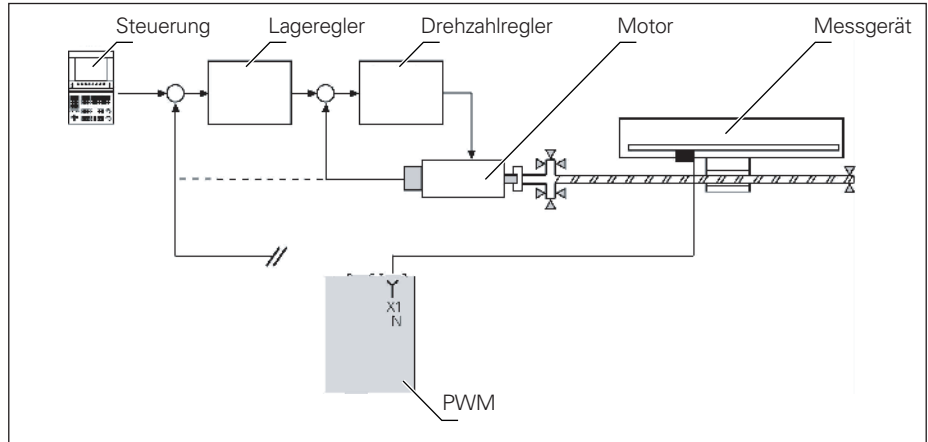 Steuerung
Lageregler
Drehzahlregler
Motor
Messgerät
X1
N
PWM